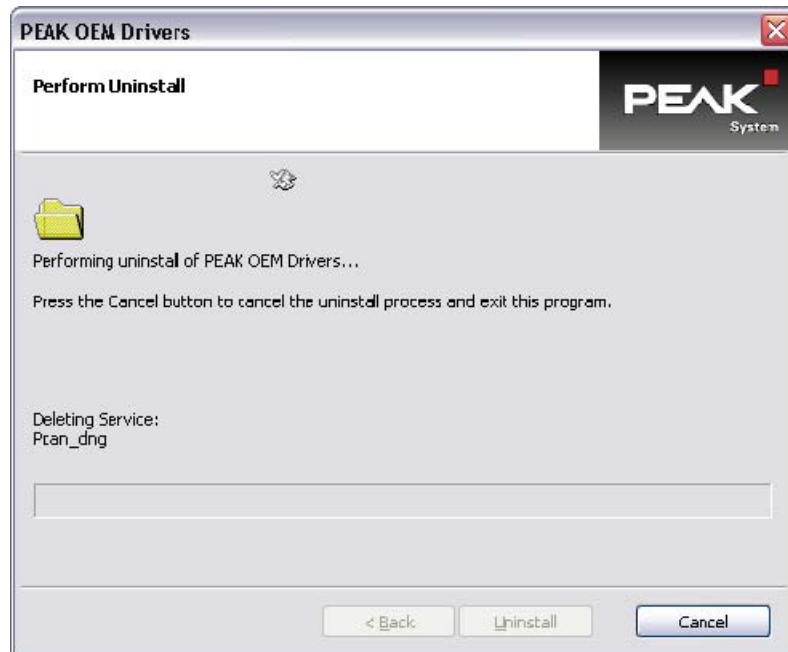 PEAK OEM Drivers
Perform Uninstall
PEAK
System
Performing uninstall of PEAK OEM Drivers...
Press the Cancel button to cancel the uninstall process and exit this program.
Deleting Service:
Pcan_dng
< Back
Uninstall
Cancel